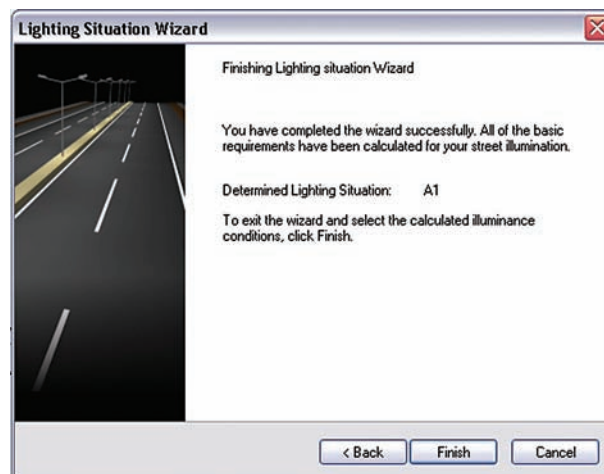 Lighting Situation Wizard
Finishing Lighting situation Wizard
You have completed the wizard successfully. All of the basic
requirements have been calculated for your street illumination.
Determined Lighting Situation: A1
To exit the wizard and select the calculated illuminance
conditions, click Finish.
< Back Finish Cancel